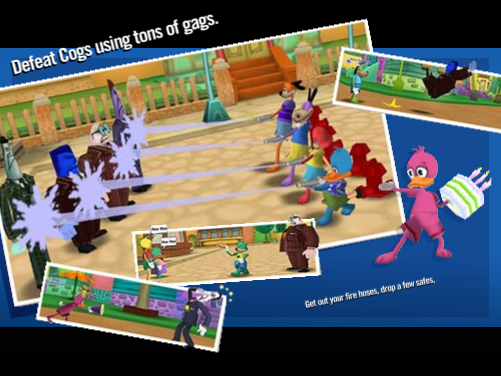 Defeat Cogs using tons of gags.
Get out your fire hoses, drop a few safes,